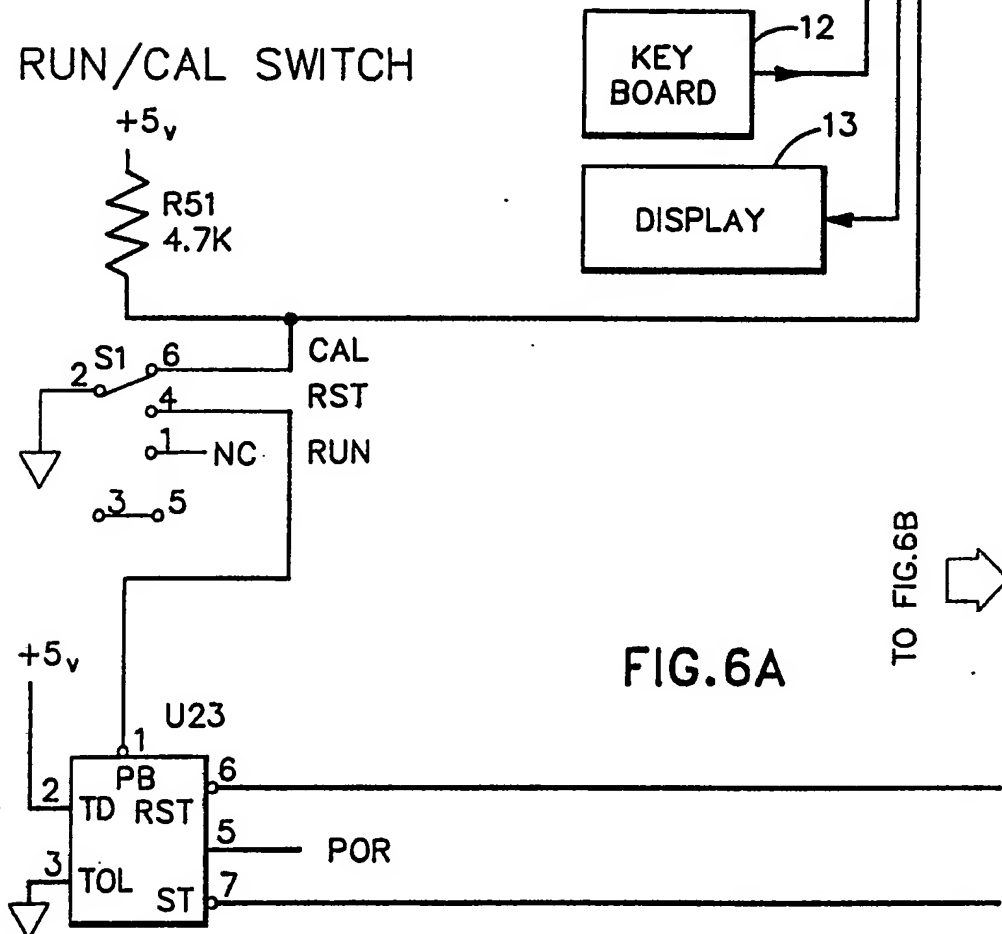 RUN/CAL SWITCH
+5v
R51
4.7K
12
KEY
BOARD
13
DISPLAY
S1
2
6
CAL
4
RST
1
NC
RUN
3
5
TO FIG.6B
FIG.6A
+5v
U23
1
PB
2
TD
RST
6
5
POR
3
TOL
ST
7